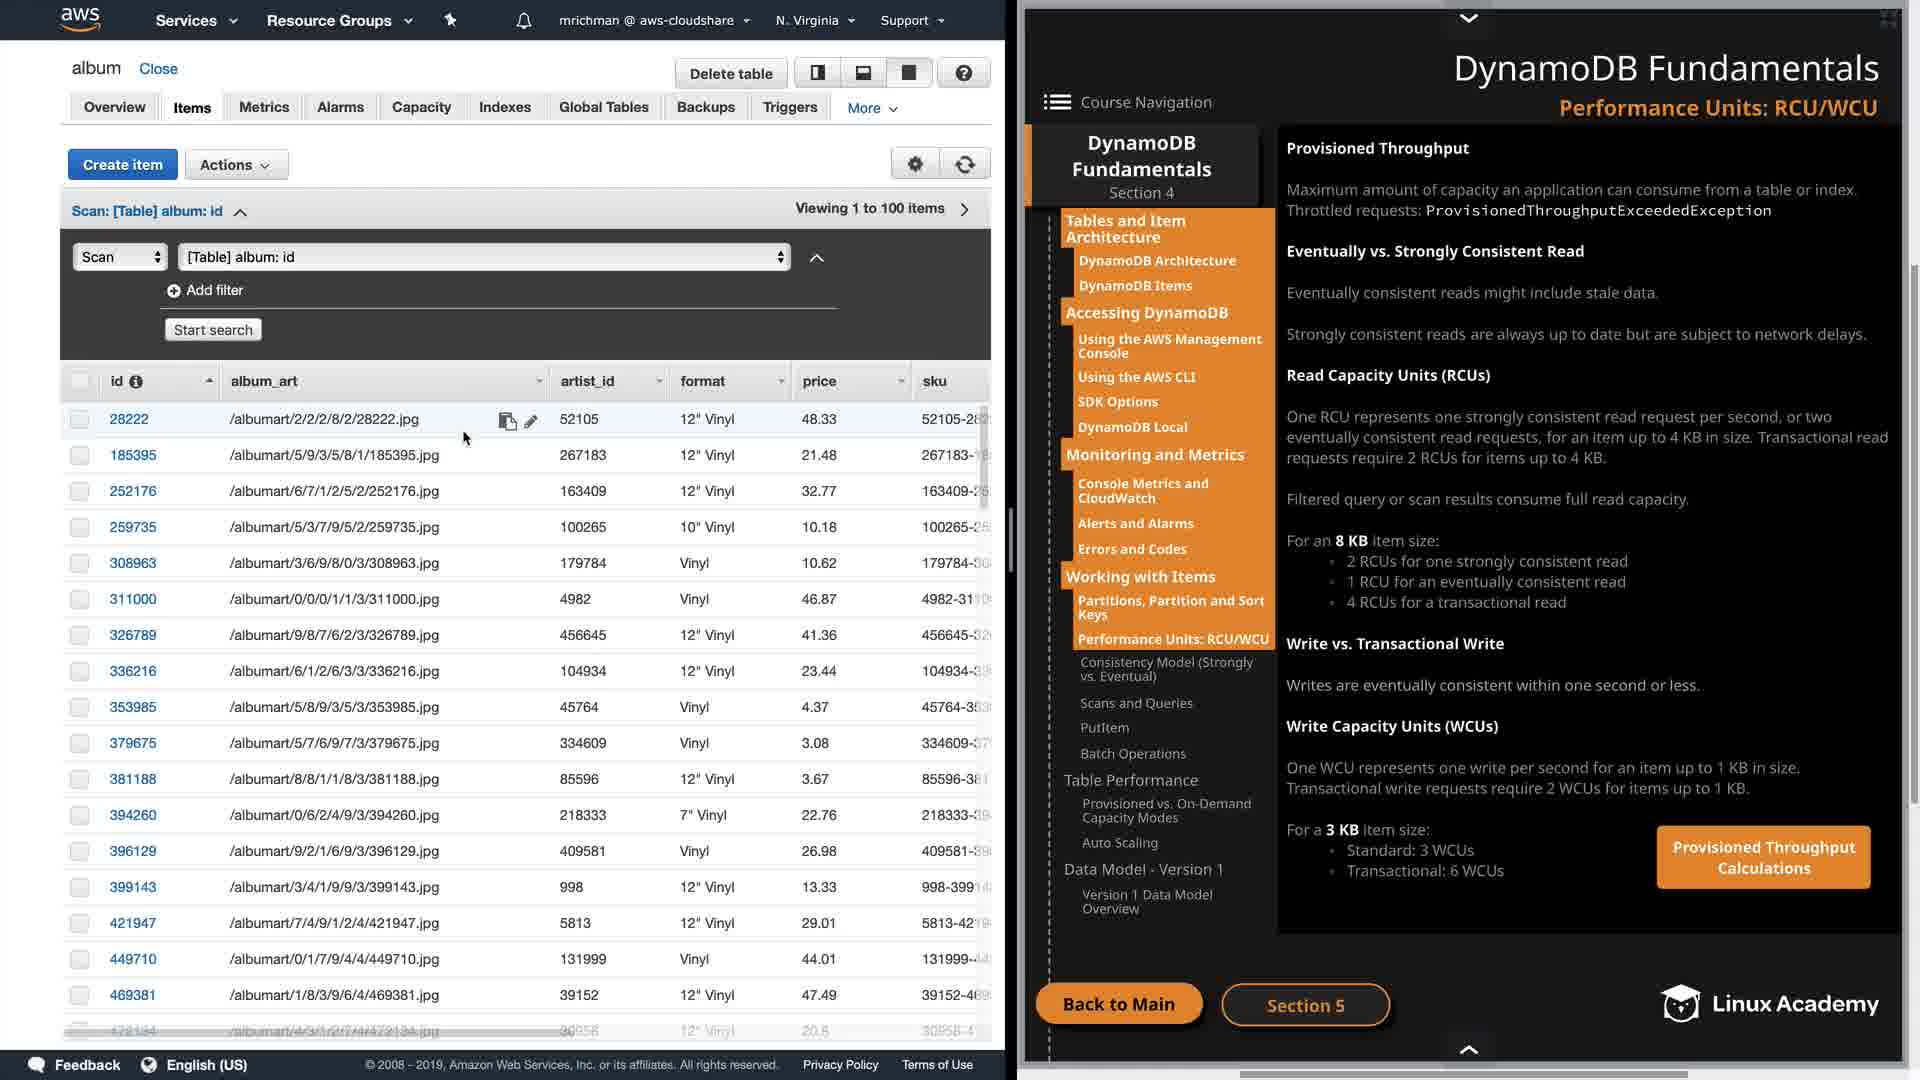 aws Services Resource Groups mrichman @ aws-cloudshare N. Virginia Support
album Close Delete table
Overview Items Metrics Alarms Capacity Indexes Global Tables Backups Triggers More
Create item Actions
Scan: [Table] album: id Viewing 1 to 100 items
Scan [Table] album: id
Add filter
Start search
id album_art artist_id format price sku
28222 /albumart/2/2/2/8/2/28222.jpg 52105 12" Vinyl 48.33 52105-28
185395 /albumart/5/9/3/5/8/1/185395.jpg 267183 12" Vinyl 21.48 267183-
252176 /albumart/6/7/1/2/5/2/252176.jpg 163409 12" Vinyl 32.77 163409-
259735 /albumart/5/3/7/9/5/2/259735.jpg 100265 10" Vinyl 10.18 100265-
308963 /albumart/3/6/9/8/0/3/308963.jpg 179784 Vinyl 10.62 179784-
311000 /albumart/0/0/0/1/1/3/311000.jpg 4982 Vinyl 46.87 4982-311
326789 /albumart/9/8/7/6/2/3/326789.jpg 456645 12" Vinyl 41.36 456645-
336216 /albumart/6/1/2/6/3/3/336216.jpg 104934 12" Vinyl 23.44 104934-
353985 /albumart/5/8/9/3/5/3/353985.jpg 45764 Vinyl 4.37 45764-35
379675 /albumart/5/7/6/9/7/3/379675.jpg 334609 Vinyl 3.08 334609-
381188 /albumart/8/8/1/1/8/3/381188.jpg 85596 12" Vinyl 3.67 85596-38
394260 /albumart/0/6/2/4/9/3/394260.jpg 218333 7" Vinyl 22.76 218333-
396129 /albumart/9/2/1/6/9/3/396129.jpg 409581 Vinyl 26.98 409581-
399143 /albumart/3/4/1/9/9/3/399143.jpg 998 12" Vinyl 13.33 998-3991
421947 /albumart/7/4/9/1/2/4/421947.jpg 5813 12" Vinyl 29.01 5813-421
449710 /albumart/0/1/7/9/4/4/449710.jpg 131999 Vinyl 44.01 131999-
469381 /albumart/1/8/3/9/6/4/469381.jpg 39152 12" Vinyl 47.49 39152-46
472134 /albumart/4/3/1/2/7/4/472134.jpg 30956 12" Vinyl 20.6 30956-4
Feedback English (US) © 2008 - 2019, Amazon Web Services, Inc. or its affiliates. All rights reserved. Privacy Policy Terms of Use
DynamoDB Fundamentals
Performance Units: RCU/WCU
Course Navigation
DynamoDB
Fundamentals
Section 4
Tables and Item
Architecture
DynamoDB Architecture
DynamoDB Items
Accessing DynamoDB
Using the AWS Management
Console
Using the AWS CLI
SDK Options
DynamoDB Local
Monitoring and Metrics
Console Metrics and
CloudWatch
Alerts and Alarms
Errors and Codes
Working with Items
Partitions, Partition and Sort
Keys
Performance Units: RCU/WCU
Consistency Model (Strongly
vs. Eventual)
Scans and Queries
PutItem
Batch Operations
Table Performance
Provisioned vs. On-Demand
Capacity Modes
Auto Scaling
Data Model - Version 1
Version 1 Data Model
Overview
Provisioned Throughput
Maximum amount of capacity an application can consume from a table or index.
Throttled requests: ProvisionedThroughputExceededException
Eventually vs. Strongly Consistent Read
Eventually consistent reads might include stale data.
Strongly consistent reads are always up to date but are subject to network delays.
Read Capacity Units (RCUs)
One RCU represents one strongly consistent read request per second, or two
eventually consistent read requests, for an item up to 4 KB in size. Transactional read
requests require 2 RCUs for items up to 4 KB.
Filtered query or scan results consume full read capacity.
For an 8 KB item size:
• 2 RCUs for one strongly consistent read
• 1 RCU for an eventually consistent read
• 4 RCUs for a transactional read
Write vs. Transactional Write
Writes are eventually consistent within one second or less.
Write Capacity Units (WCUs)
One WCU represents one write per second for an item up to 1 KB in size.
Transactional write requests require 2 WCUs for items up to 1 KB.
For a 3 KB item size:
• Standard: 3 WCUs
• Transactional: 6 WCUs
Provisioned Throughput
Calculations
Back to Main
Section 5
Linux Academy